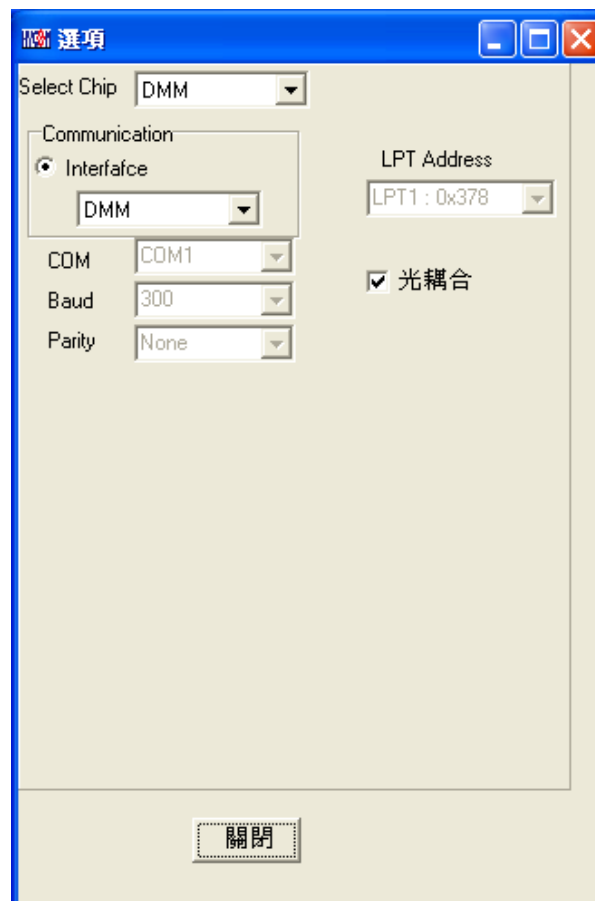 選項
Select Chip DMM
Communication
Interfafce
DMM
LPT Address
LPT1 : 0x378
COM COM1
Baud 300
Parity None
光耦合
關閉